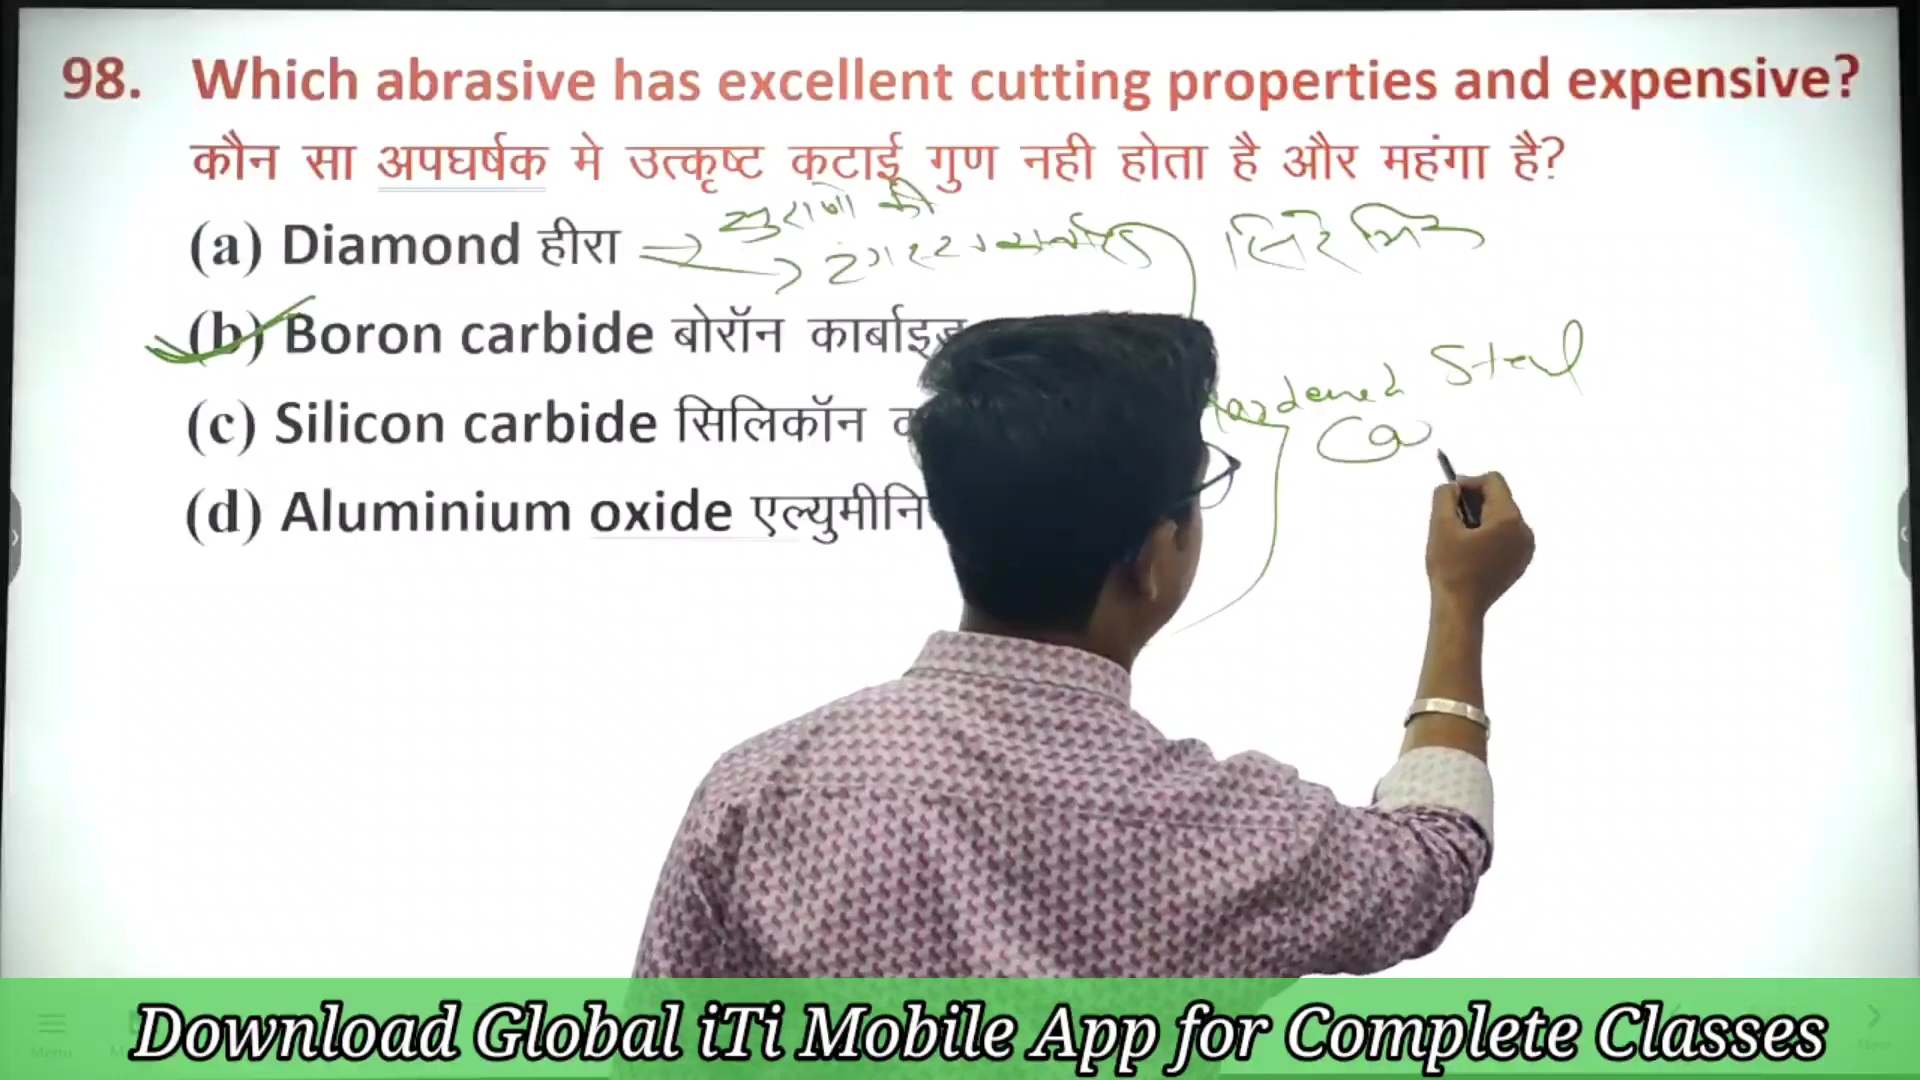 98. Which abrasive has excellent cutting properties and expensive?
कौन सा अपघर्षक मे उत्कृष्ट कटाई गुण नही होता है और महंगा है?
(a) Diamond हीरा
(b) Boron carbide बोरॉन कार्बाइड
(c) Silicon carbide सिलिकॉन
(d) Aluminium oxide
Hardened Steel
Ca
Download Global iTi Mobile App for Complete Classes